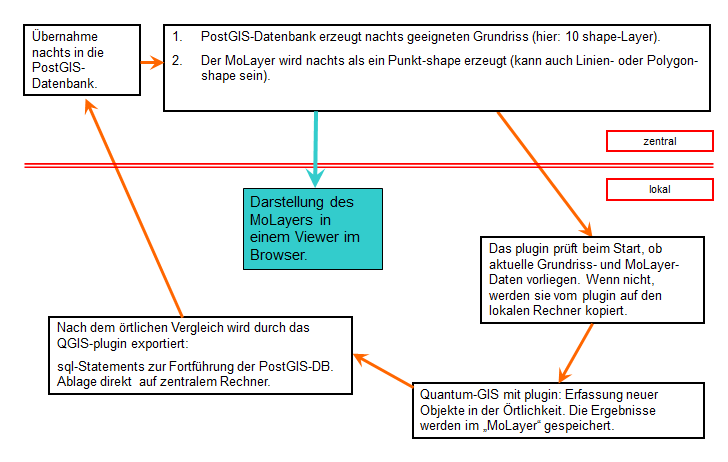 Übernahme
nachts in die
PostGIS-
Datenbank.
1. PostGIS-Datenbank erzeugt nachts geeigneten Grundriss (hier: 10 shape-Layer).
2. Der MoLayer wird nachts als ein Punkt-shape erzeugt (kann auch Linien- oder Polygon-
shape sein).
zentral
lokal
Darstellung des
MoLayers in
einem Viewer im
Browser.
Das plugin prüft beim Start, ob
aktuelle Grundriss- und MoLayer-
Daten vorliegen. Wenn nicht,
werden sie vom plugin auf den
lokalen Rechner kopiert.
Nach dem örtlichen Vergleich wird durch das
QGIS-plugin exportiert:
sql-Statements zur Fortführung der PostGIS-DB.
Ablage direkt auf zentralem Rechner.
Quantum-GIS mit plugin: Erfassung neuer
Objekte in der Örtlichkeit. Die Ergebnisse
werden im „MoLayer“ gespeichert.